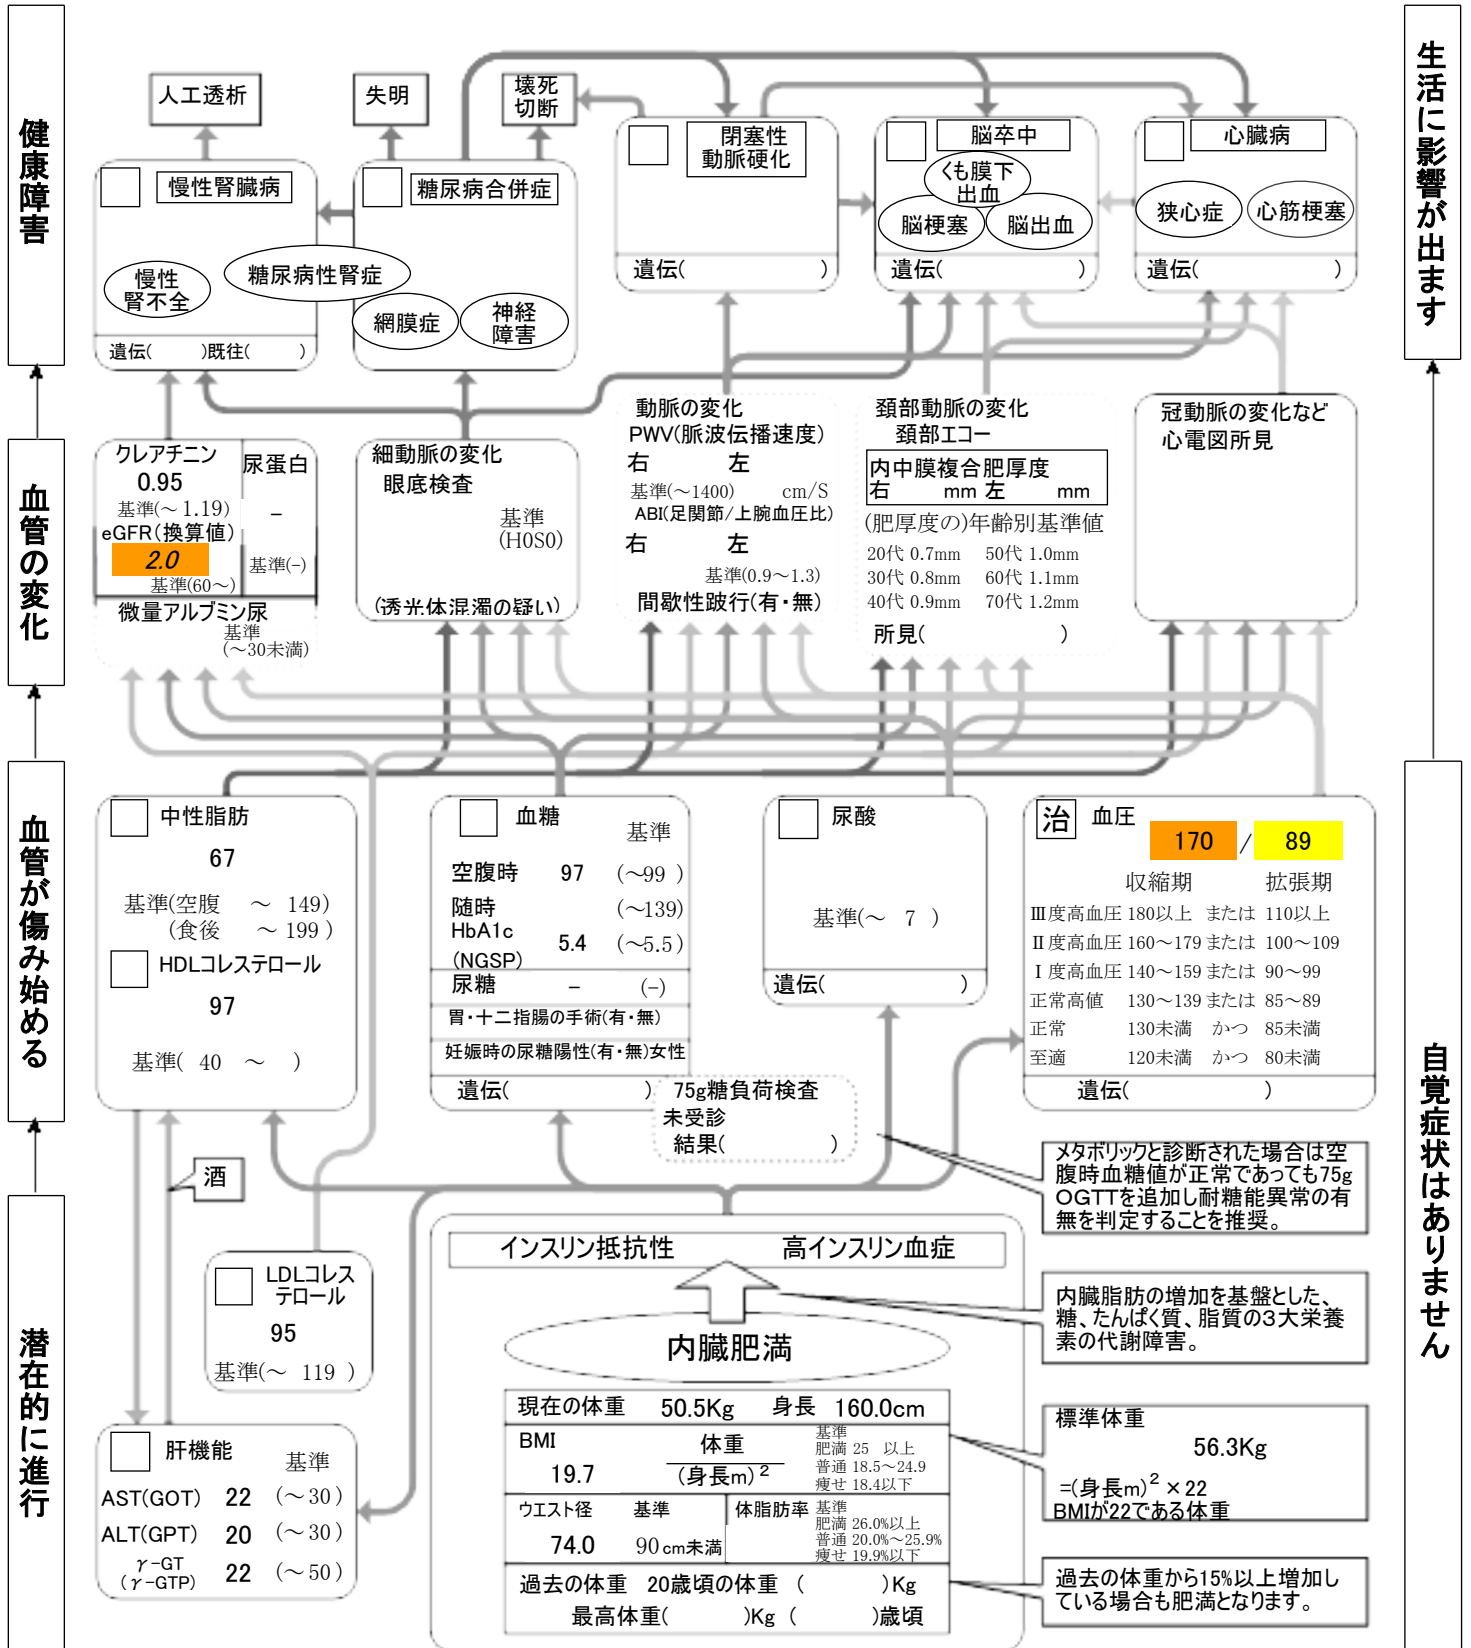 健康障害
血管の変化
血管が傷み始める
潜在的に進行
生活に影響が出ます
自覚症状はありません
人工透析
失明
壊死
切断
慢性腎臓病
慢性
腎不全
遺伝( )既往( )
糖尿病合併症
糖尿病性腎症
網膜症
神経
障害
閉塞性
動脈硬化
遺伝( )
脳卒中
くも膜下
出血
脳梗塞
脳出血
遺伝( )
心臓病
狭心症
心筋梗塞
遺伝( )
クレアチニン
0.95
基準(～1.19)
eGFR(換算値)
2.0
基準(60～)
尿蛋白
－
基準(-)
微量アルブミン尿
基準
(～30未満)
細動脈の変化
眼底検査
基準
(H0S0)
(透光体混濁の疑い)
動脈の変化
PWV(脈波伝播速度)
右 左
基準(～1400) cm/S
ABI(足関節/上腕血圧比)
右 左
基準(0.9～1.3)
間歇性跛行(有・無)
頚部動脈の変化
頚部エコー
内中膜複合肥厚度
右 mm 左 mm
(肥厚度の)年齢別基準値
20代 0.7mm 50代 1.0mm
30代 0.8mm 60代 1.1mm
40代 0.9mm 70代 1.2mm
所見( )
冠動脈の変化など
心電図所見
中性脂肪
67
基準(空腹 ～ 149)
(食後 ～ 199)
HDLコレステロール
97
基準( 40 ～ )
血糖
基準
空腹時 97 (～99 )
随時 (～139)
HbA1c
(NGSP) 5.4 (～5.5)
尿糖 － (-)
胃・十二指腸の手術(有・無)
妊娠時の尿糖陽性(有・無)女性
遺伝( )
75g糖負荷検査
未受診
結果( )
尿酸
基準(～ 7 )
遺伝( )
治 血圧 170 / 89
収縮期 拡張期
Ⅲ度高血圧 180以上 または 110以上
Ⅱ度高血圧 160～179 または 100～109
Ⅰ度高血圧 140～159 または 90～99
正常高値 130～139 または 85～89
正常 130未満 かつ 85未満
至適 120未満 かつ 80未満
遺伝( )
酒
LDLコレス
テロール
95
基準(～ 119 )
肝機能
基準
AST(GOT) 22 (～30)
ALT(GPT) 20 (～30)
γ-GT
(γ-GTP) 22 (～50)
インスリン抵抗性 高インスリン血症
内臓肥満
現在の体重 50.5Kg 身長 160.0cm
BMI
19.7
体重
(身長m)²
基準
肥満 25 以上
普通 18.5～24.9
痩せ 18.4以下
ウエスト径 基準
74.0 90cm未満
体脂肪率
基準
肥満 26.0%以上
普通 20.0%～25.9%
痩せ 19.9%以下
過去の体重 20歳頃の体重 ( )Kg
最高体重( )Kg ( )歳頃
メタボリックと診断された場合は空
腹時血糖値が正常であっても75g
OGTTを追加し耐糖能異常の有
無を判定することを推奨。
内臓脂肪の増加を基盤とした、
糖、たんぱく質、脂質の3大栄養
素の代謝障害。
標準体重
56.3Kg
=(身長m)² × 22
BMIが22である体重
過去の体重から15%以上増加し
ている場合も肥満となります。